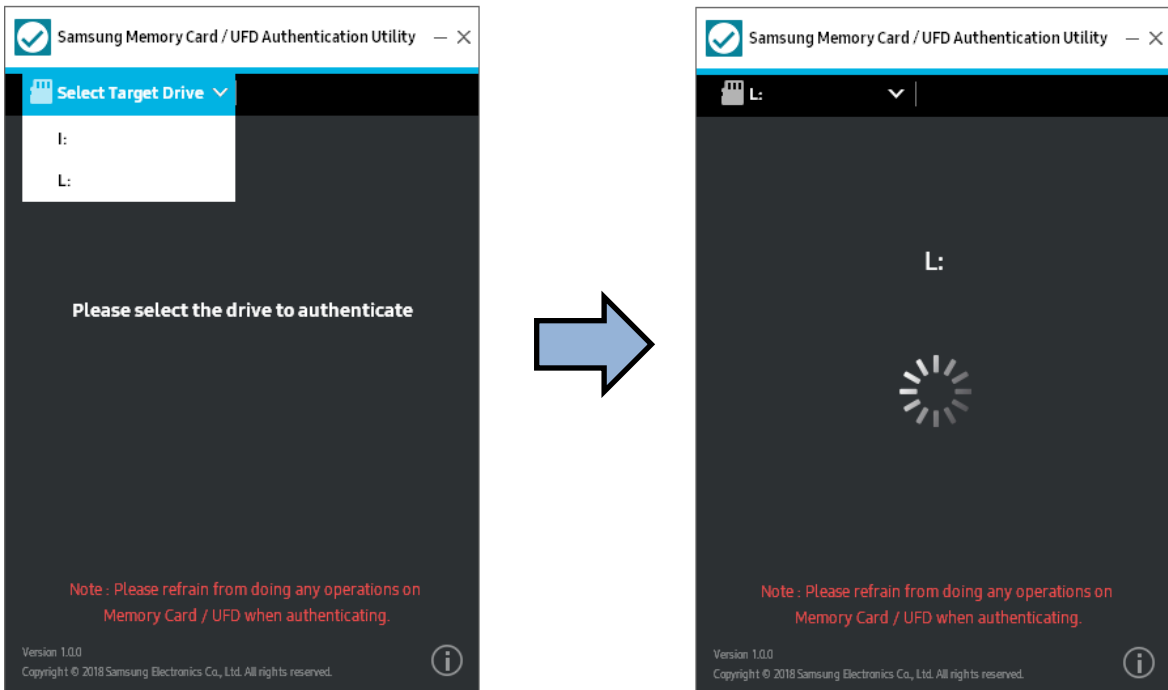 Samsung Memory Card / UFD Authentication Utility
Select Target Drive
I:
L:
Please select the drive to authenticate
Note : Please refrain from doing any operations on
Memory Card / UFD when authenticating.
Version 1.0.0
Copyright © 2018 Samsung Electronics Co., Ltd. All rights reserved.
Samsung Memory Card / UFD Authentication Utility
L:
L:
Note : Please refrain from doing any operations on
Memory Card / UFD when authenticating.
Version 1.0.0
Copyright © 2018 Samsung Electronics Co., Ltd. All rights reserved.